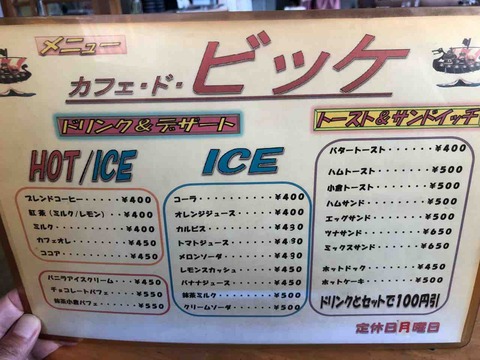 メニュー
カフェ・ド・ビッケ
ドリンク&デザート
HOT/ICE
ブレンドコーヒー・・・・・¥400
紅茶(ミルク/レモン)・・¥400
ミルク・・・・・・・・・¥400
カフェオレ・・・・・・・¥450
ココア・・・・・・・・・¥450
バニラアイスクリーム・・・¥450
チョコレートパフェ・・・・¥550
抹茶小倉パフェ・・・・・¥550
ICE
コーラ・・・・・・・・・¥400
オレンジジュース・・・・¥400
カルピス・・・・・・・・¥430
トマトジュース・・・・・¥430
メロンソーダ・・・・・・¥430
レモンスカッシュ・・・・¥450
バナナジュース・・・・・¥450
抹茶ミルク・・・・・・・¥500
クリームソーダ・・・・・¥500
トースト&サンドイッチ
バタートースト・・・・・・¥400
ハムトースト・・・・・・¥500
小倉トースト・・・・・・¥500
ハムサンド・・・・・・・¥500
エッグサンド・・・・・・¥500
ツナサンド・・・・・・・¥650
ミックスサンド・・・・・¥650
ホットドック・・・・・・¥450
ホットケーキ・・・・・・¥500
ドリンクとセットで100円引
定休日月曜日